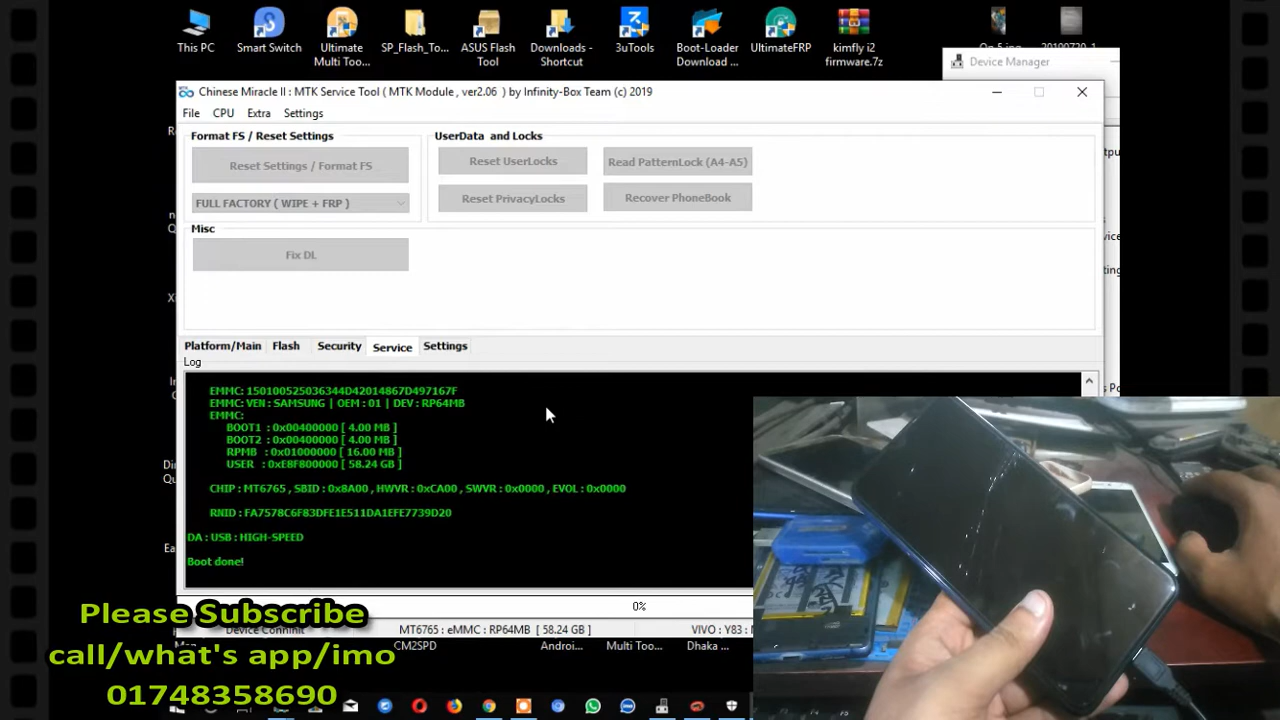 This PC
Smart Switch
Ultimate
Multi Too...
SP_Flash_To...
ASUS Flash
Tool
Downloads -
Shortcut
3uTools
Boot-Loader
Download ...
UltimateFRP
kimfly i2
firmware.7z
Device Manager
Chinese Miracle II : MTK Service Tool ( MTK Module , ver2.06 ) by Infinity-Box Team (c) 2019
File CPU Extra Settings
Format FS / Reset Settings
UserData and Locks
Reset Settings / Format FS
Reset UserLocks
Read PatternLock (A4-A5)
FULL FACTORY ( WIPE + FRP )
Reset PrivacyLocks
Recover PhoneBook
Misc
Fix DL
Platform/Main Flash Security Service Settings
Log
EMMC: 150100525036344D42014867D497167F
EMMC: VEN : SAMSUNG | OEM : 01 | DEV : RP64MB
EMMC:
BOOT1 : 0x00400000 [ 4.00 MB ]
BOOT2 : 0x00400000 [ 4.00 MB ]
RPMB : 0x01000000 [ 16.00 MB ]
USER : 0xE8F800000 [ 58.24 GB ]
CHIP : MT6765 , SBID : 0x8A00 , HWVR : 0xCA00 , SWVR : 0x0000 , EVOL : 0x0000
RNID : FA7578C6F83DFE1E511DA1EFE7739D20
DA : USB : HIGH-SPEED
Boot done!
0%
MT6765 : eMMC : RP64MB [ 58.24 GB ]
VIVO : Y83 :
CM2SPD
Androi...
Multi Too...
Dhaka ...
Please Subscribe
call/what's app/imo
01748358690